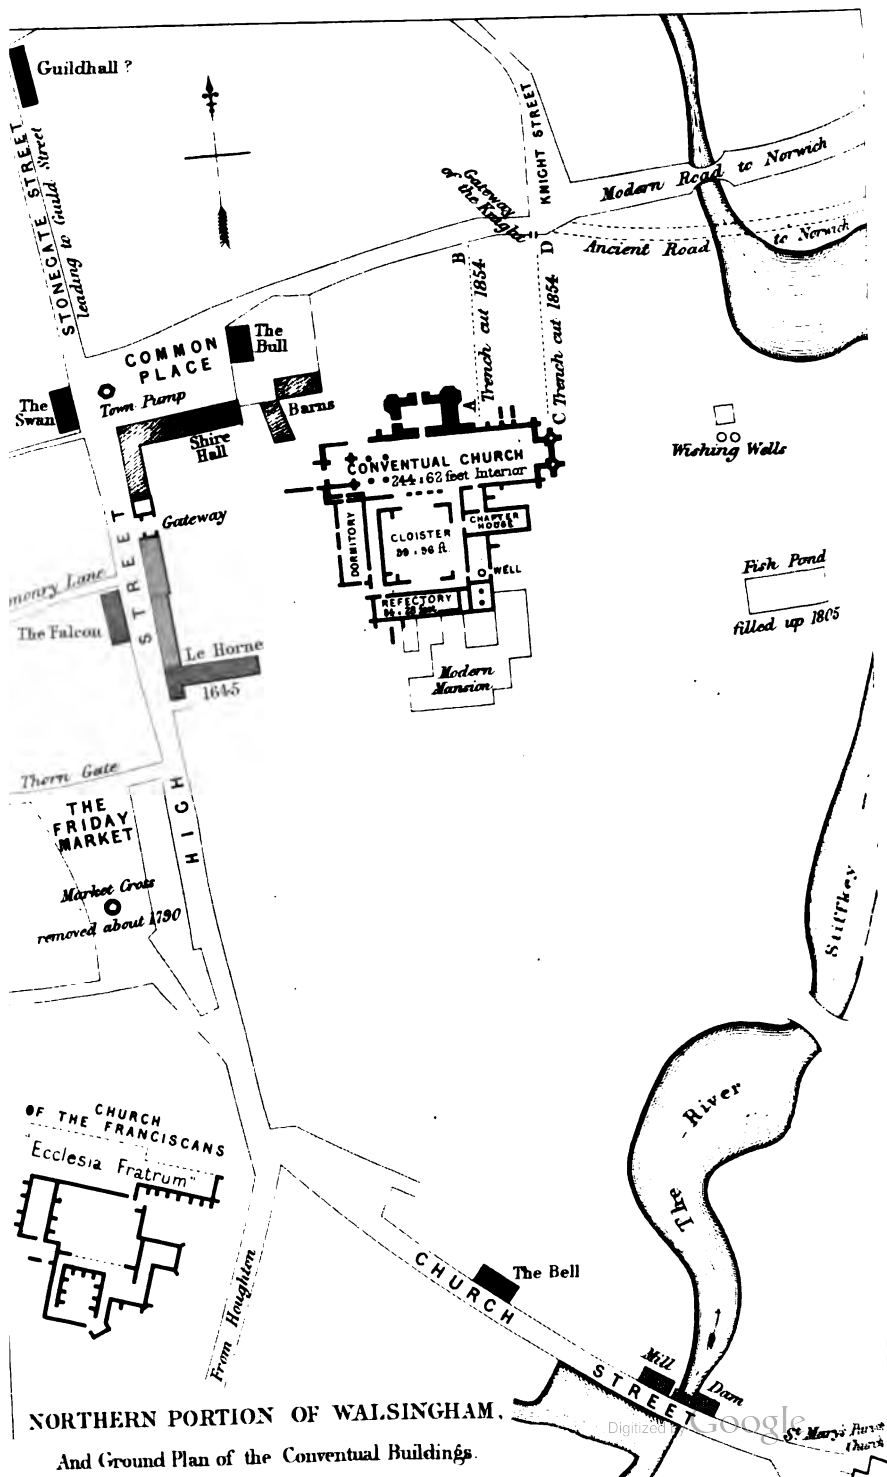 Guildhall ?
STONEGATE STREET
leading to Guild Street
KNIGHT STREET
Gateway
of the Knight
Modern Road to Norwich
Ancient Road
to Norwich
B
D
Trench cut 1854
Trench cut 1854
A
C
COMMON
PLACE
The
Bull
Town Pump
The
Swan
Shire
Hall
Barns
Wishing Wells
CONVENTUAL CHURCH
244 : 62 feet Interior
Gateway
DORMITORY
CLOISTER
CHAPTER
HOUSE
WELL
REFECTORY
Modern
Mansion
Fish Pond
filled up 1805
monry Lane
The Falcon
Le Horne
1645
Thorn Gate
HIGH STREET
THE
FRIDAY
MARKET
Market Cross
removed about 1790
Stiffkey
The River
CHURCH
OF THE FRANCISCANS
"Ecclesia Fratrum"
From Houghton
CHURCH STREET
The Bell
Mill
Dam
St Mary's
Church
NORTHERN PORTION OF WALSINGHAM,
And Ground Plan of the Conventual Buildings.
Digitized by Google